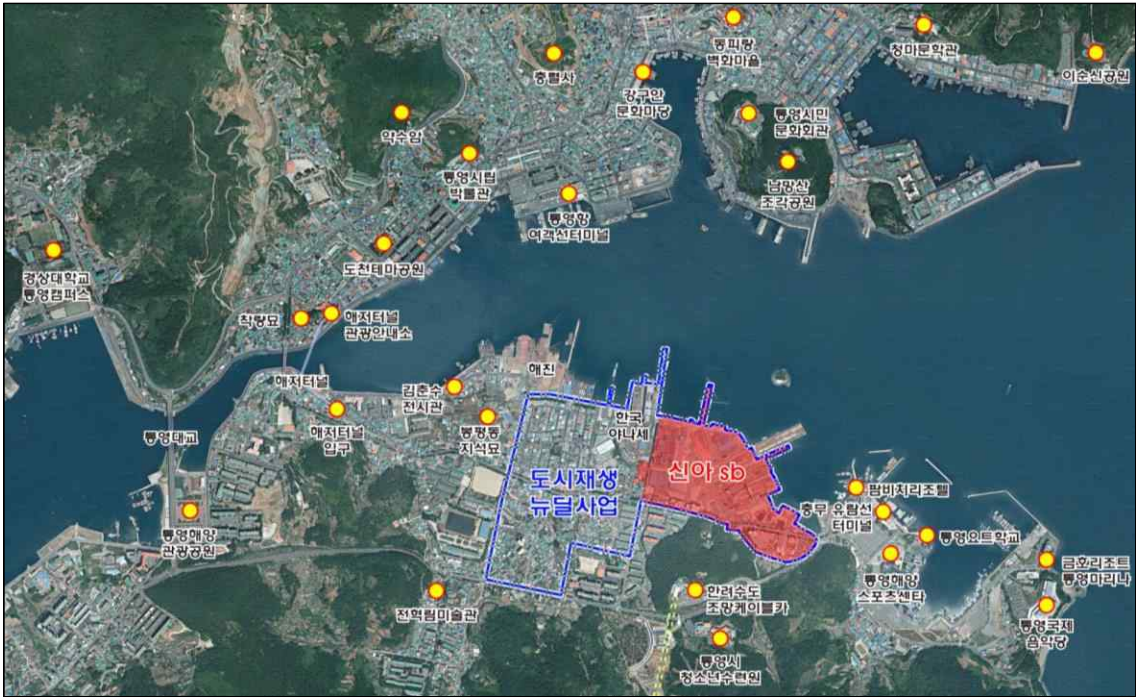 동피랑
벽화마을
청마문학관
이순신공원
충렬사
강구안
문화마당
약수암
통영시민
문화회관
통영시립
박물관
남망산
조각공원
통영항
여객선터미널
도천테마공원
경상대학교
통영캠퍼스
착량묘
해저터널
관광안내소
해진
해저터널
김춘수
전시관
한국
야나세
해저터널
입구
봉평동
지석묘
통영대교
도시재생
뉴딜사업
신아 sb
팜비치리조텔
충무 유람선
터미널
통영해양
관광공원
통영요트학교
통영해양
스포츠센타
금호리조트
통영마리나
전혁림미술관
한려수도
조망케이블카
통영국제
음악당
통영시
청소년수련원